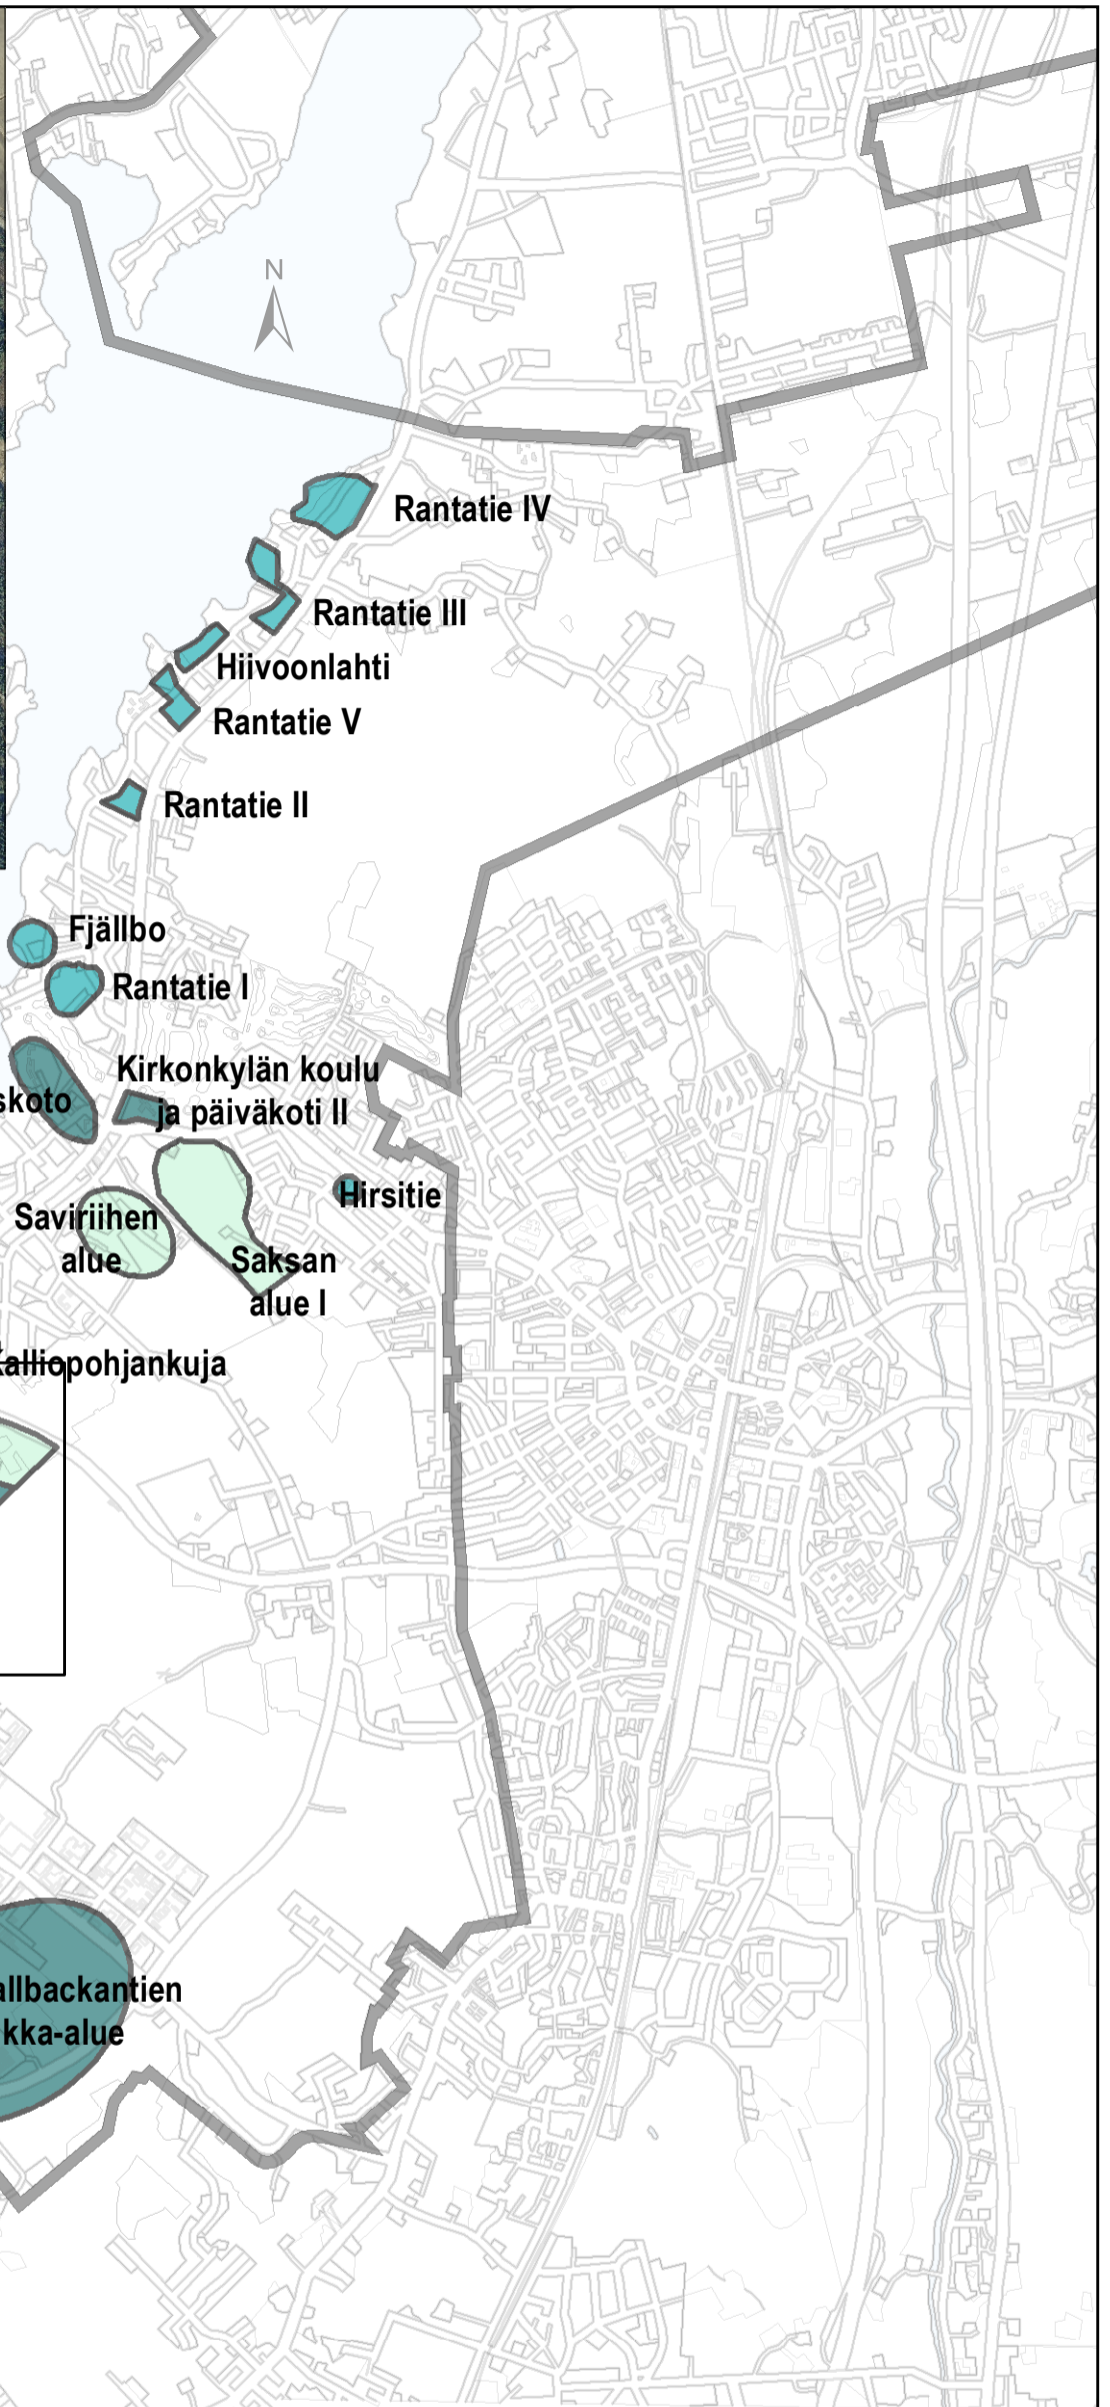 N
Rantatie IV
Rantatie III
Hiivoonlahti
Rantatie V
Rantatie II
Fjällbo
Rantatie I
Kirkonkylän koulu
ja päiväkoti II
skoto
Hirsitie
Saviriihen
alue
Saksan
alue I
Kalliopohjankuja
allbackantien
kka-alue